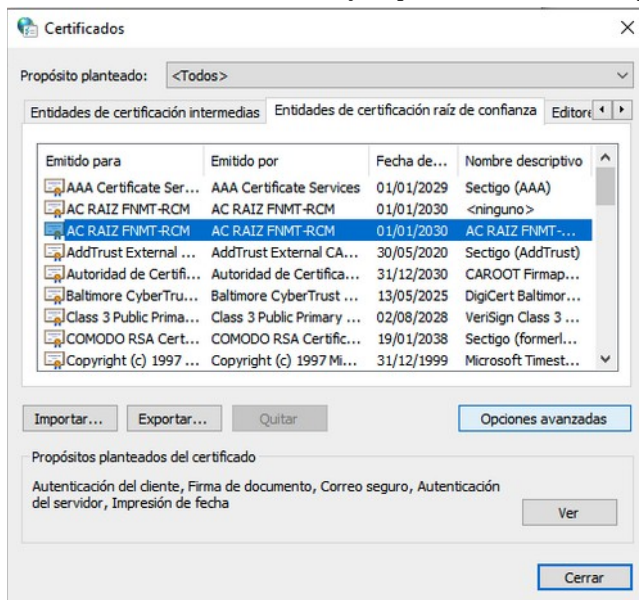 Certificados
Propósito planteado: <Todos>
Entidades de certificación intermedias Entidades de certificación raíz de confianza Editore
Emitido para Emitido por Fecha de... Nombre descriptivo
AAA Certificate Ser... AAA Certificate Services 01/01/2029 Sectigo (AAA)
AC RAIZ FNMT-RCM AC RAIZ FNMT-RCM 01/01/2030 <ninguno>
AC RAIZ FNMT-RCM AC RAIZ FNMT-RCM 01/01/2030 AC RAIZ FNMT-...
AddTrust External ... AddTrust External CA... 30/05/2020 Sectigo (AddTrust)
Autoridad de Certifi... Autoridad de Certifica... 31/12/2030 CAROOT Firmap...
Baltimore CyberTru... Baltimore CyberTrust ... 13/05/2025 DigiCert Baltimor...
Class 3 Public Prima... Class 3 Public Primary ... 02/08/2028 VeriSign Class 3 ...
COMODO RSA Cert... COMODO RSA Certific... 19/01/2038 Sectigo (formerl...
Copyright (c) 1997 ... Copyright (c) 1997 Mi... 31/12/1999 Microsoft Timest...
Importar... Exportar... Quitar Opciones avanzadas
Propósitos planteados del certificado
Autenticación del cliente, Firma de documento, Correo seguro, Autenticación
del servidor, Impresión de fecha
Ver
Cerrar